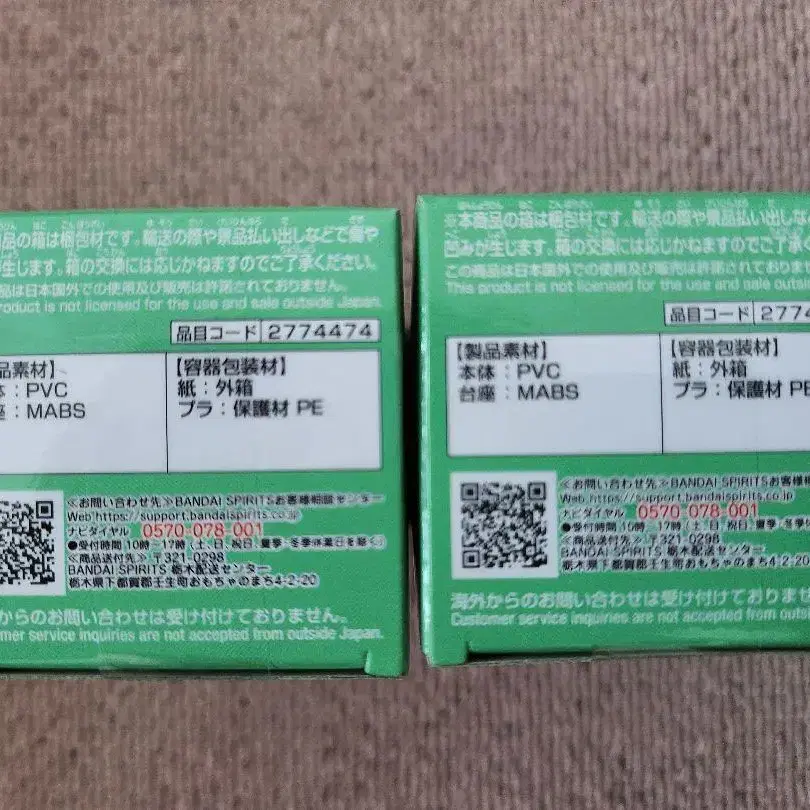 品の箱は梱包材です。輸送の際や景品払い出しなどで傷や
が生じます。箱の交換には応じかねますのでご了承ください。
品は日本国外での使用及び販売は許諾されておりません。
roduct is not licensed for the use and sale outside Japan.
品目コード 2774474
品素材】
体：PVC
座：MABS
【容器包装材】
紙：外箱
プラ：保護材 PE
≪お問い合わせ先≫BANDAI SPIRITSお客様相談センター
Web https://support.bandaispirits.co.jp
ナビダイヤル 0570-078-001
●受付時間 10時～17時（土、日、祝日、夏季・冬季休業日を除く）
≪商品送付先≫〒321-0298
BANDAI SPIRITS 栃木配送センター
栃木県下都賀郡壬生町おもちゃのまち4-2-20
からのお問い合わせは受け付けておりません。
omer service inquiries are not accepted from outside Japan.
※本商品の箱は梱包材です。輸送の際や景品払い出しな
凹みが生じます。箱の交換には応じかねますのでご了承
この商品は日本国外での使用及び販売は許諾されておりませ
This product is not licensed for the use and sale outsid
品目コード 2774
【製品素材】
本体：PVC
台座：MABS
【容器包装材】
紙：外箱
プラ：保護材 PE
≪お問い合わせ先≫BANDAI SPIRITSお客様相
Web https://support.bandaispirits.co.jp
ナビダイヤル 0570-078-001
●受付時間 10時～17時（土、日、祝日、夏季・冬季
≪商品送付先≫〒321-0298
BANDAI SPIRITS 栃木配送センター
栃木県下都賀郡壬生町おもちゃのまち4-2-20
海外からのお問い合わせは受け付けておりません
Customer service inquiries are not accepted from outside